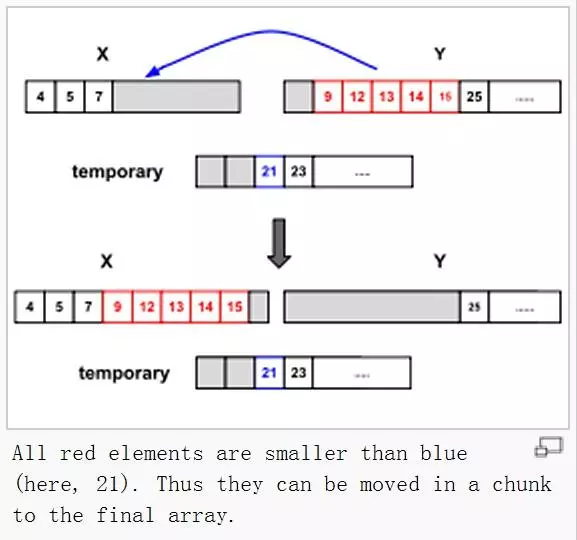 X Y
4 5 7 9 12 13 14 15 25 .....
temporary 21 23 ....
X Y
4 5 7 9 12 13 14 15 25 .....
temporary 21 23 ....
All red elements are smaller than blue
(here, 21). Thus they can be moved in a chunk
to the final array.